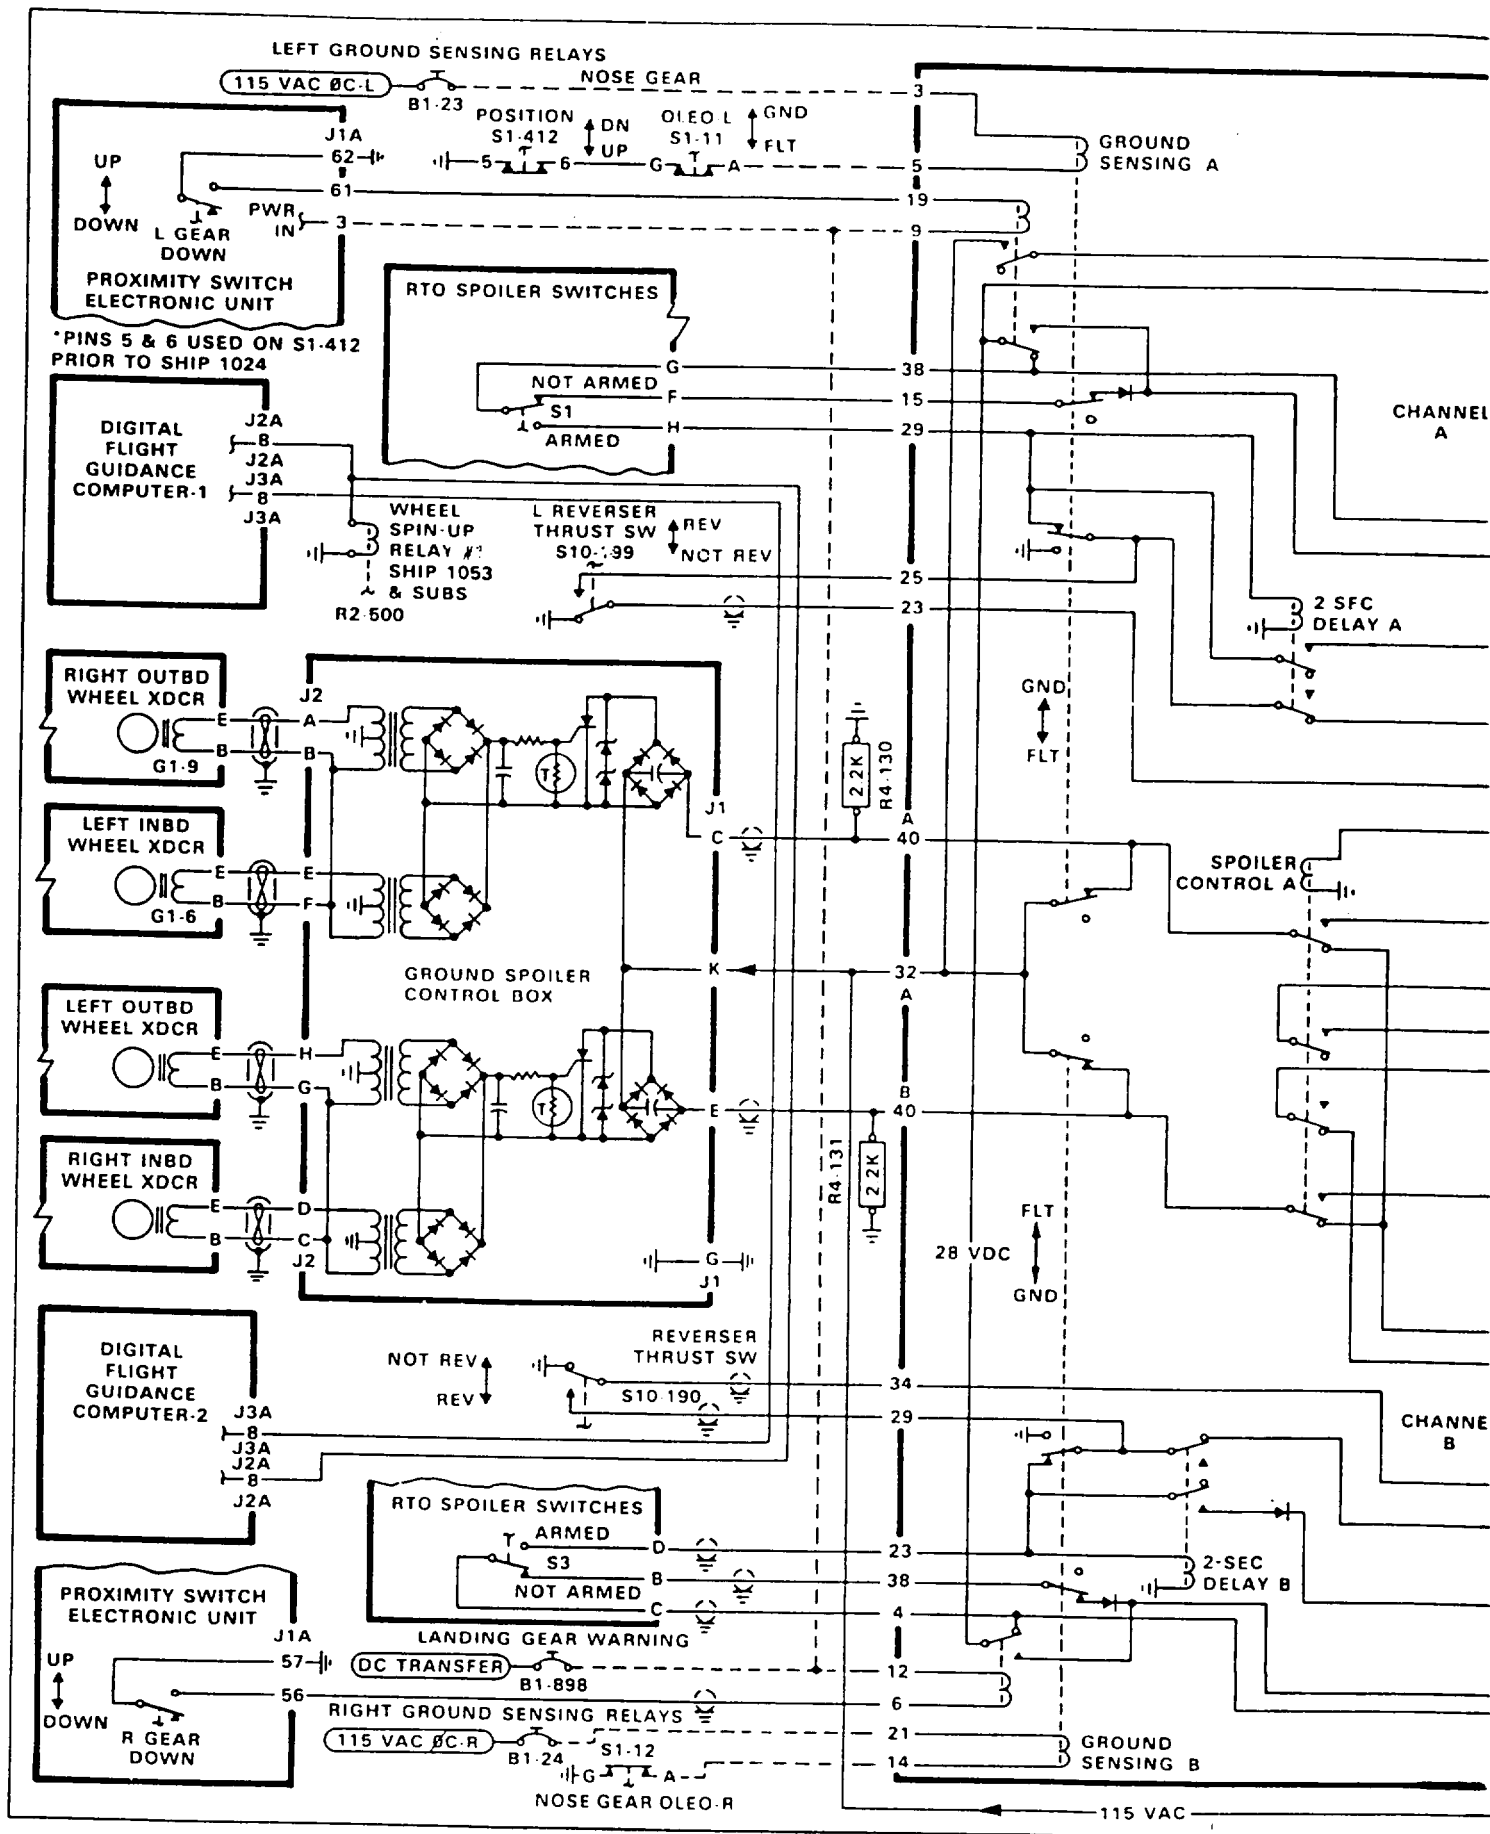 LEFT GROUND SENSING RELAYS
115 VAC ØC-L
B1-23
NOSE GEAR
3
J1A
62
61
3
UP
DOWN
L GEAR
DOWN
PWR
IN
PROXIMITY SWITCH
ELECTRONIC UNIT
POSITION
S1-412
DN
UP
5
6
OLEO L
S1-11
GND
FLT
G
A
5
19
9
GROUND
SENSING A
*PINS 5 & 6 USED ON S1-412
PRIOR TO SHIP 1024
RTO SPOILER SWITCHES
NOT ARMED
S1
ARMED
G
F
H
38
15
29
CHANNEL
A
DIGITAL
FLIGHT
GUIDANCE
COMPUTER-1
J2A
8
J2A
J3A
8
J3A
WHEEL
SPIN-UP
RELAY
SHIP 1053
& SUBS
R2-500
L REVERSER
THRUST SW
S10-199
REV
NOT REV
25
23
2 SEC
DELAY A
RIGHT OUTBD
WHEEL XDCR
E
B
G1-9
J2
A
B
T
GND
FLT
2.2K
R4-130
LEFT INBD
WHEEL XDCR
E
B
G1-6
E
F
J1
C
A
40
SPOILER
CONTROL A
GROUND SPOILER
CONTROL BOX
K
32
A
LEFT OUTBD
WHEEL XDCR
E
B
H
G
T
E
B
40
R4-131
2.2K
RIGHT INBD
WHEEL XDCR
E
B
D
C
J2
G
J1
28 VDC
FLT
GND
DIGITAL
FLIGHT
GUIDANCE
COMPUTER-2
J3A
8
J3A
J2A
8
J2A
NOT REV
REV
REVERSER
THRUST SW
S10-190
34
29
CHANNE
B
RTO SPOILER SWITCHES
ARMED
S3
NOT ARMED
D
B
C
23
38
4
2-SEC
DELAY B
PROXIMITY SWITCH
ELECTRONIC UNIT
J1A
57
56
UP
DOWN
R GEAR
DOWN
LANDING GEAR WARNING
DC TRANSFER
B1-898
12
6
RIGHT GROUND SENSING RELAYS
115 VAC ØC-R
B1-24
S1-12
G
A
NOSE GEAR OLEO-R
21
14
GROUND
SENSING B
115 VAC